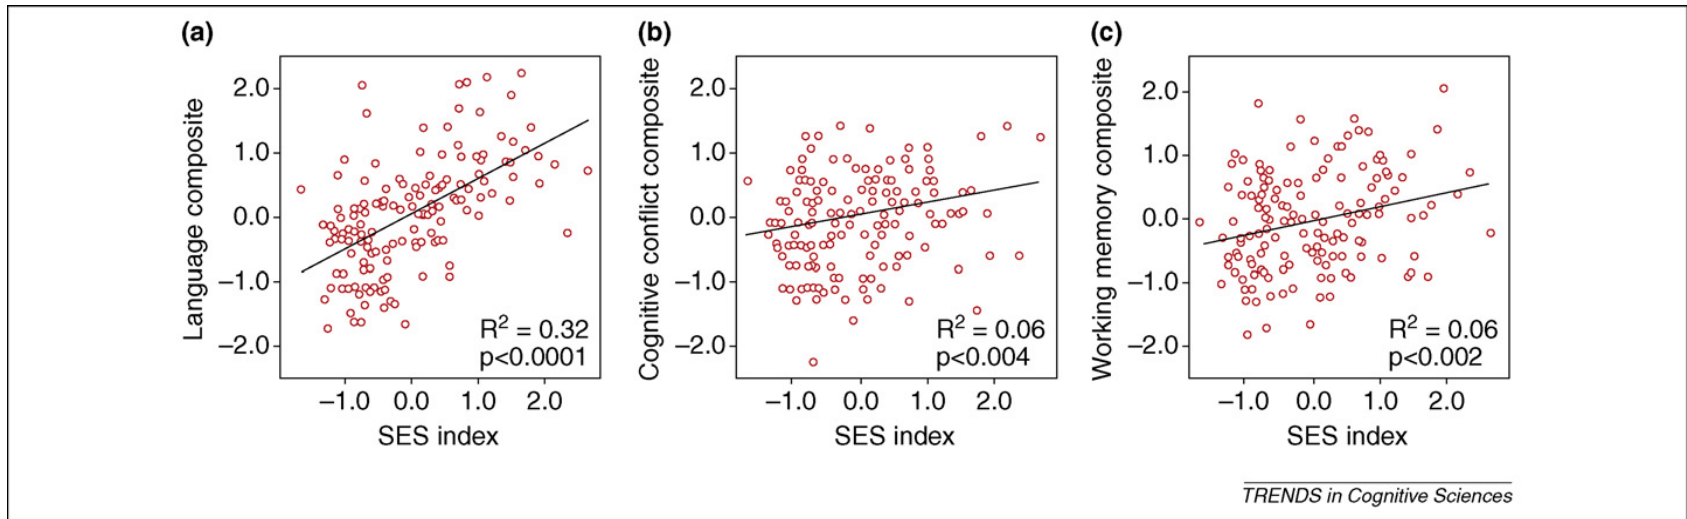 (a)
Language composite
2.0
1.0
0.0
−1.0
−2.0
R² = 0.32
p<0.0001
−1.0 0.0 1.0 2.0
SES index
(b)
Cognitive conflict composite
2.0
1.0
0.0
−1.0
−2.0
R² = 0.06
p<0.004
−1.0 0.0 1.0 2.0
SES index
(c)
Working memory composite
2.0
1.0
0.0
−1.0
−2.0
R² = 0.06
p<0.002
−1.0 0.0 1.0 2.0
SES index
TRENDS in Cognitive Sciences